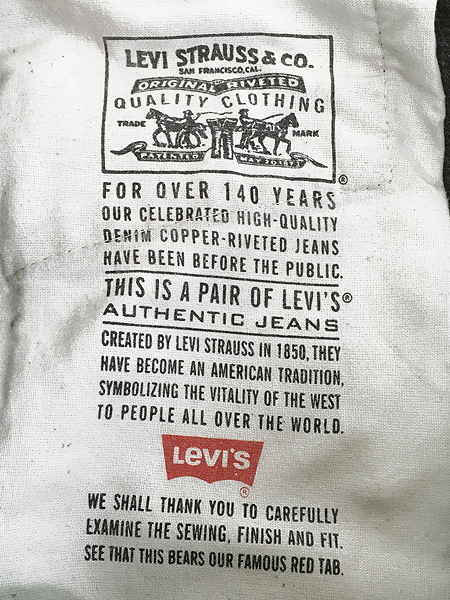 LEVI STRAUSS & CO.
SAN FRANCISCO, CAL.
ORIGINAL RIVETED
QUALITY CLOTHING
TRADE MARK
PATENTED MAY 20 1873
®
FOR OVER 140 YEARS
OUR CELEBRATED HIGH-QUALITY
DENIM COPPER-RIVETED JEANS
HAVE BEEN BEFORE THE PUBLIC.
THIS IS A PAIR OF LEVI'S®
AUTHENTIC JEANS
CREATED BY LEVI STRAUSS IN 1850, THEY
HAVE BECOME AN AMERICAN TRADITION,
SYMBOLIZING THE VITALITY OF THE WEST
TO PEOPLE ALL OVER THE WORLD.
LEVI'S
®
WE SHALL THANK YOU TO CAREFULLY
EXAMINE THE SEWING, FINISH AND FIT.
SEE THAT THIS BEARS OUR FAMOUS RED TAB.